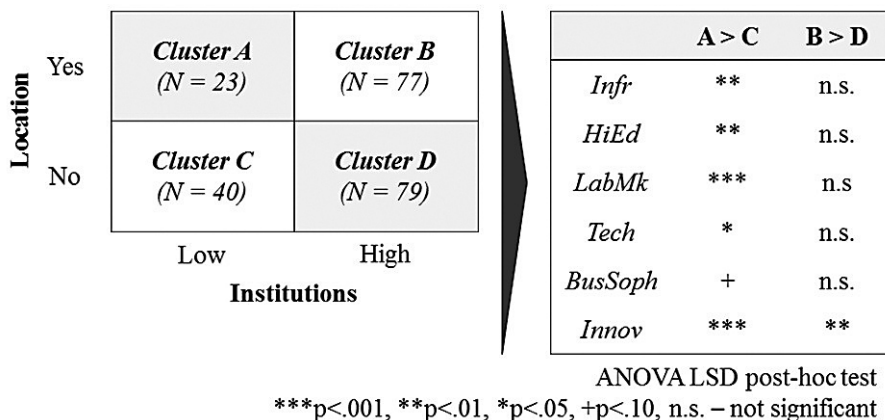 Location
Yes
No
Cluster A
(N = 23)
Cluster B
(N = 77)
Cluster C
(N = 40)
Cluster D
(N = 79)
Low High
Institutions
A > C B > D
Infr ** n.s.
HiEd ** n.s.
LabMk *** n.s
Tech * n.s.
BusSoph + n.s.
Innov *** **
ANOVA LSD post-hoc test
***p<.001, **p<.01, *p<.05, +p<.10, n.s. – not significant